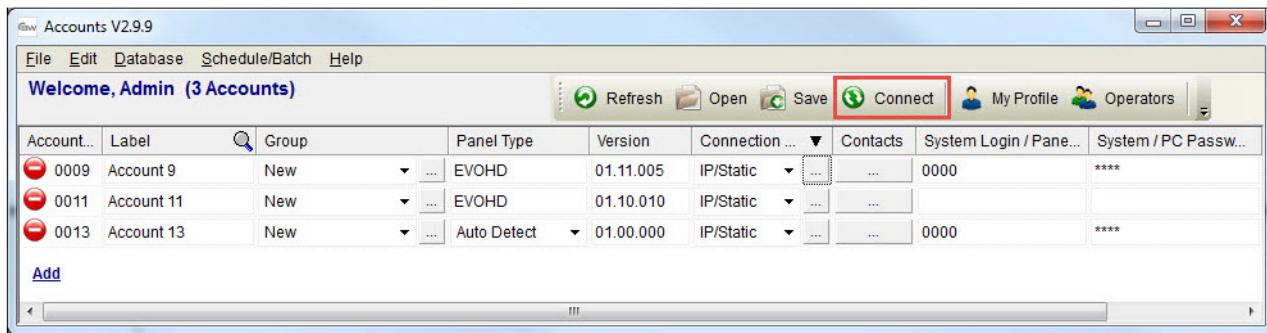 Accounts V2.9.9
File Edit Database Schedule/Batch Help
Welcome, Admin (3 Accounts) Refresh Open Save Connect My Profile Operators
Account... Label Group Panel Type Version Connection ... Contacts System Login / Pane... System / PC Passw...
0009 Account 9 New ... EVOHD 01.11.005 IP/Static ... ... 0000 ****
0011 Account 11 New ... EVOHD 01.10.010 IP/Static ... ...
0013 Account 13 New ... Auto Detect 01.00.000 IP/Static ... ... 0000 ****
Add